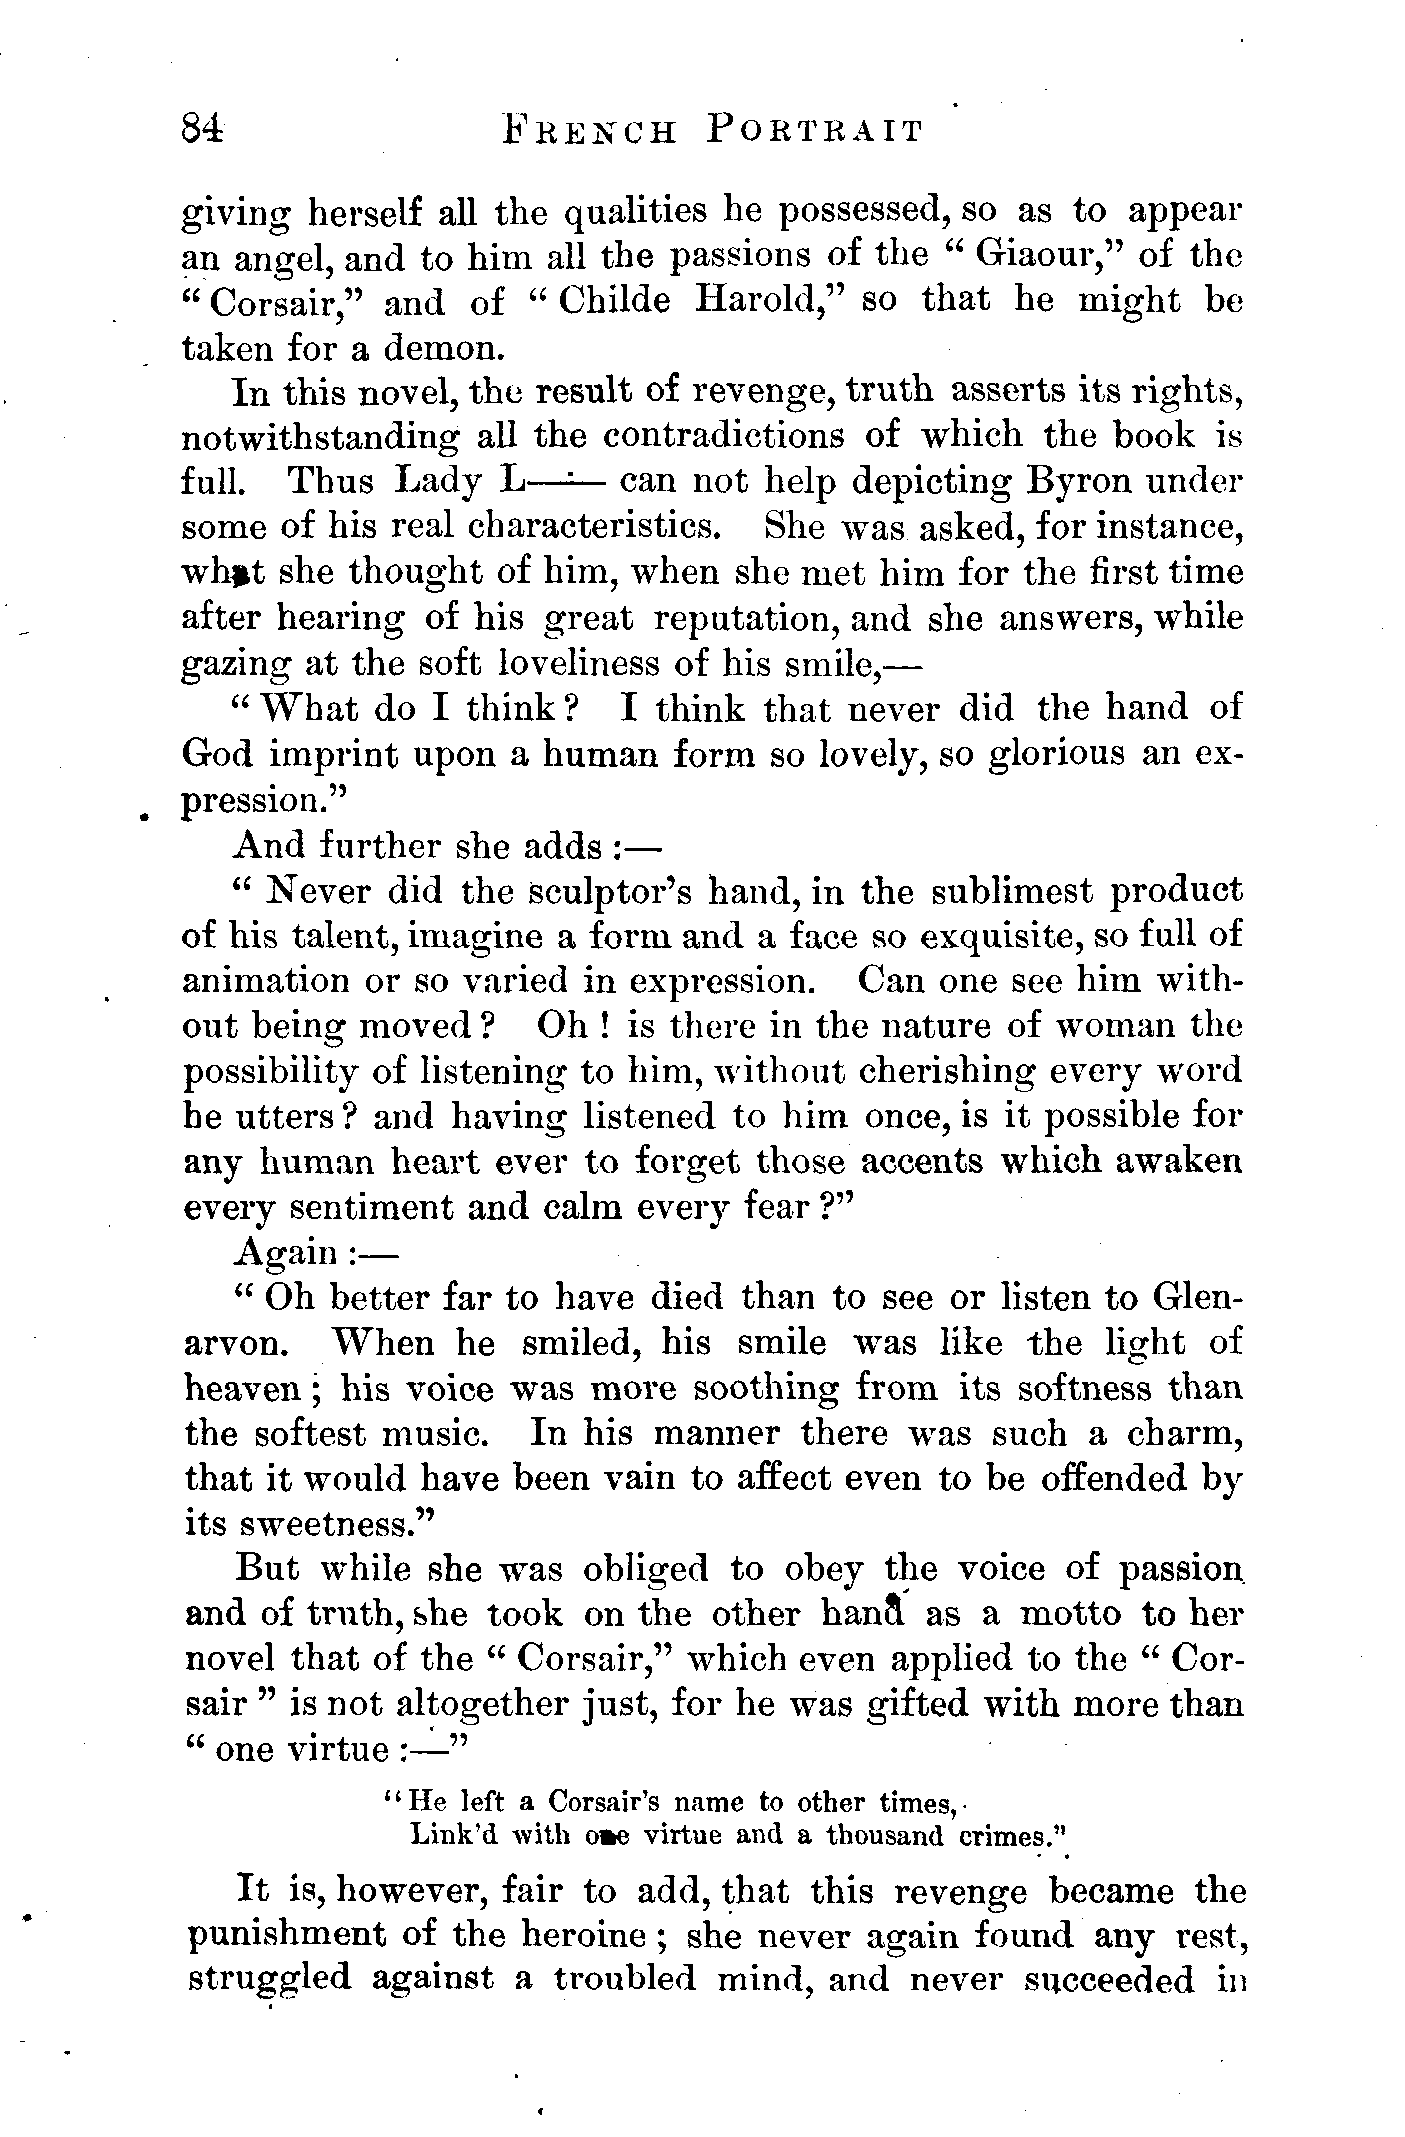 84 FRENCH PORTRAIT
giving herself all the qualities he possessed, so as to appear
an angel, and to him all the passions of the “ Giaour,” of the
“ Corsair,” and of “ Childe Harold,” so that he might be
taken for a demon.
In this novel, the result of revenge, truth asserts its rights,
notwithstanding all the contradictions of which the book is
full. Thus Lady L—— can not help depicting Byron under
some of his real characteristics. She was asked, for instance,
what she thought of him, when she met him for the first time
after hearing of his great reputation, and she answers, while
gazing at the soft loveliness of his smile,—
“ What do I think ? I think that never did the hand of
God imprint upon a human form so lovely, so glorious an ex-
pression.”
And further she adds :—
“ Never did the sculptor’s hand, in the sublimest product
of his talent, imagine a form and a face so exquisite, so full of
animation or so varied in expression. Can one see him with-
out being moved ? Oh ! is there in the nature of woman the
possibility of listening to him, without cherishing every word
he utters ? and having listened to him once, is it possible for
any human heart ever to forget those accents which awaken
every sentiment and calm every fear ?”
Again :—
“ Oh better far to have died than to see or listen to Glen-
arvon. When he smiled, his smile was like the light of
heaven ; his voice was more soothing from its softness than
the softest music. In his manner there was such a charm,
that it would have been vain to affect even to be offended by
its sweetness.”
But while she was obliged to obey the voice of passion
and of truth, she took on the other hand as a motto to her
novel that of the “ Corsair,” which even applied to the “ Cor-
sair ” is not altogether just, for he was gifted with more than
“ one virtue :—”
“He left a Corsair’s name to other times,
Link’d with one virtue and a thousand crimes.”
It is, however, fair to add, that this revenge became the
punishment of the heroine ; she never again found any rest,
struggled against a troubled mind, and never succeeded in